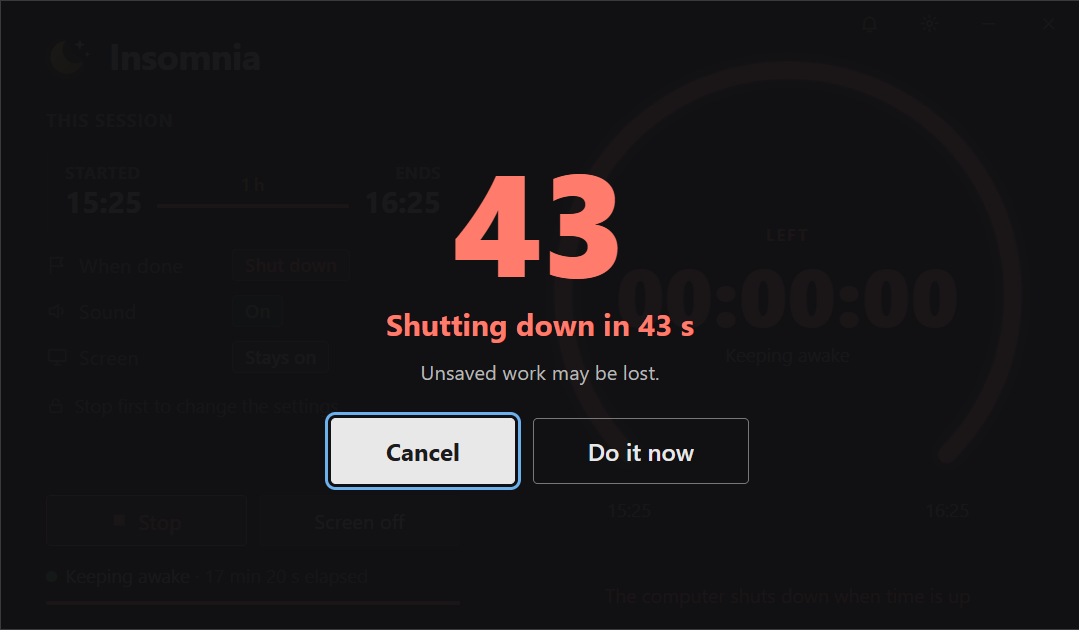 Insomnia
THIS SESSION
STARTED
1h
ENDS
15:25
16:25
When done
Shut down
Sound
On
Screen
Stays on
Stop first to change the settings
Stop
Screen off
Keeping awake · 17 min 20 s elapsed
43
Shutting down in 43 s
Unsaved work may be lost.
Cancel
Do it now
LEFT
00:00:00
Keeping awake
15:25
16:25
The computer shuts down when time is up